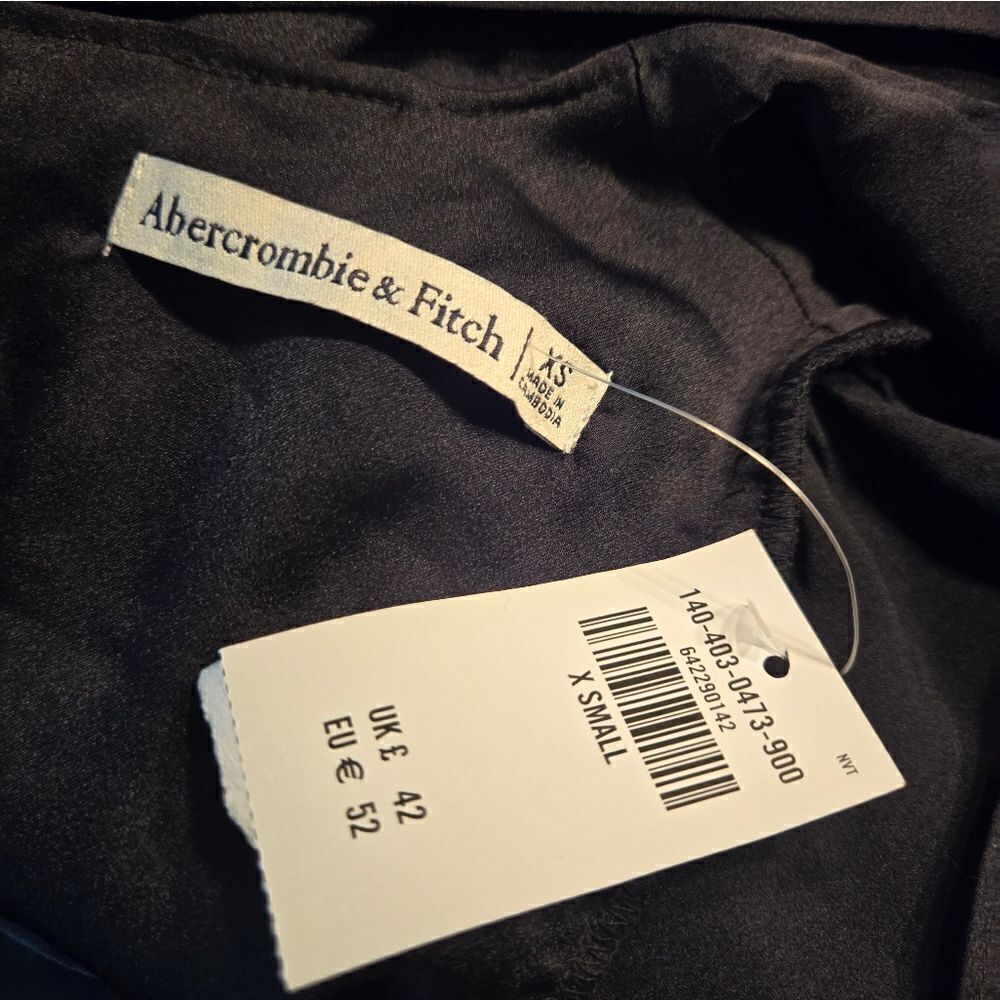 Abercrombie & Fitch
XS
MADE IN
CAMBODIA
140-403-0473-900
642290142
X SMALL
NVT
UK £ 42
EU € 52